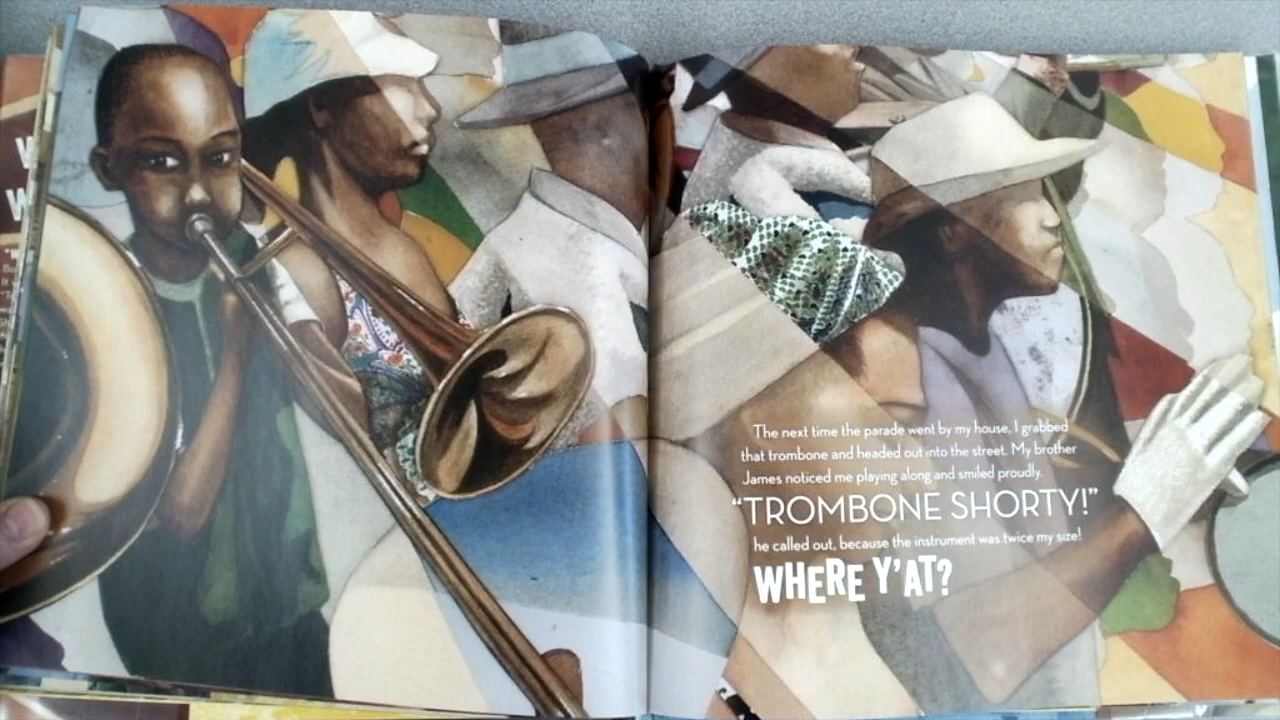 The next time the parade went by my house, I grabbed
that trombone and headed out into the street. My brother
James noticed me playing along and smiled proudly.
"TROMBONE SHORTY!"
he called out, because the instrument was twice my size!
WHERE Y'AT?